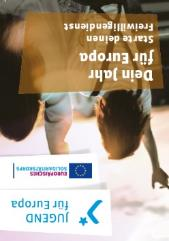 JUGEND
für Europa
EUROPÄISCHES
SOLIDARITÄTSKORPS
Dein Jahr
für Europa
Starte deinen
Freiwilligendienst